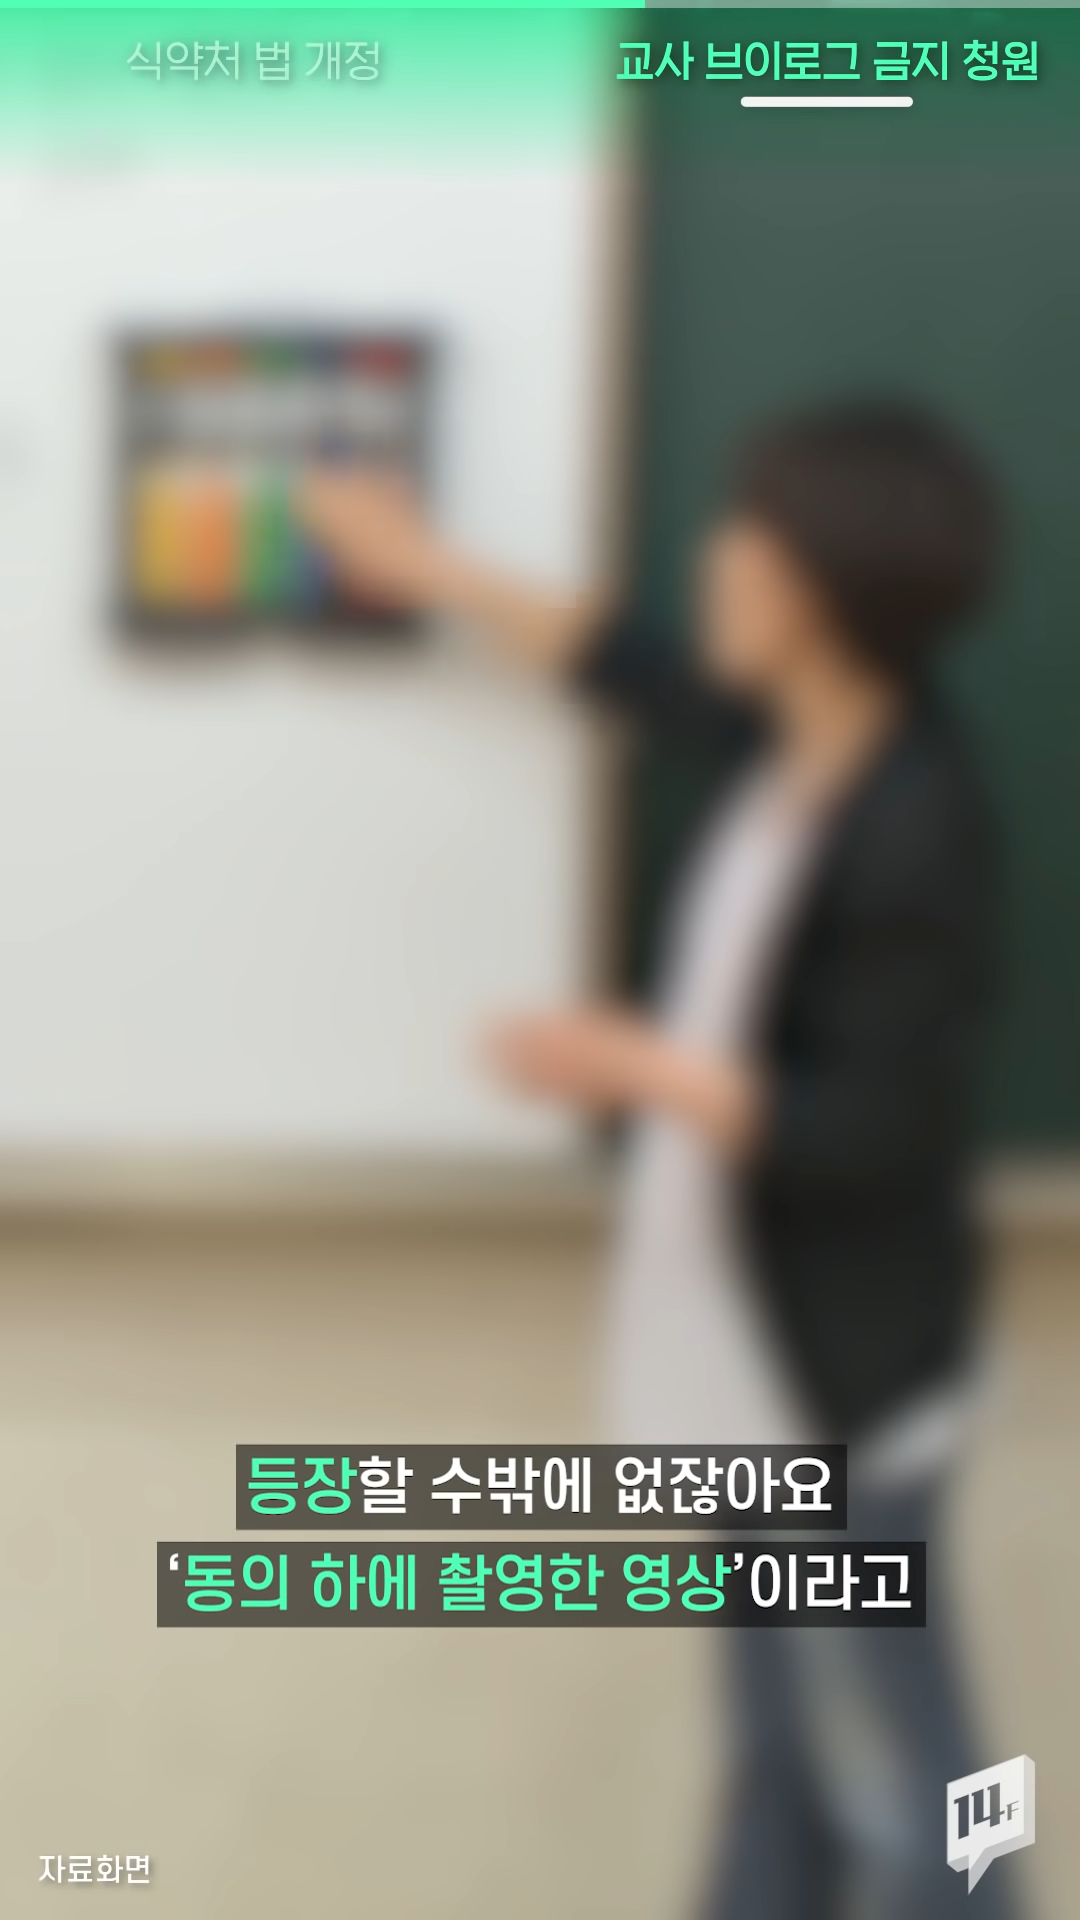 식약처 법 개정
교사 브이로그 금지 청원
등장할 수밖에 없잖아요
‘동의 하에 촬영한 영상’이라고
14F
자료화면